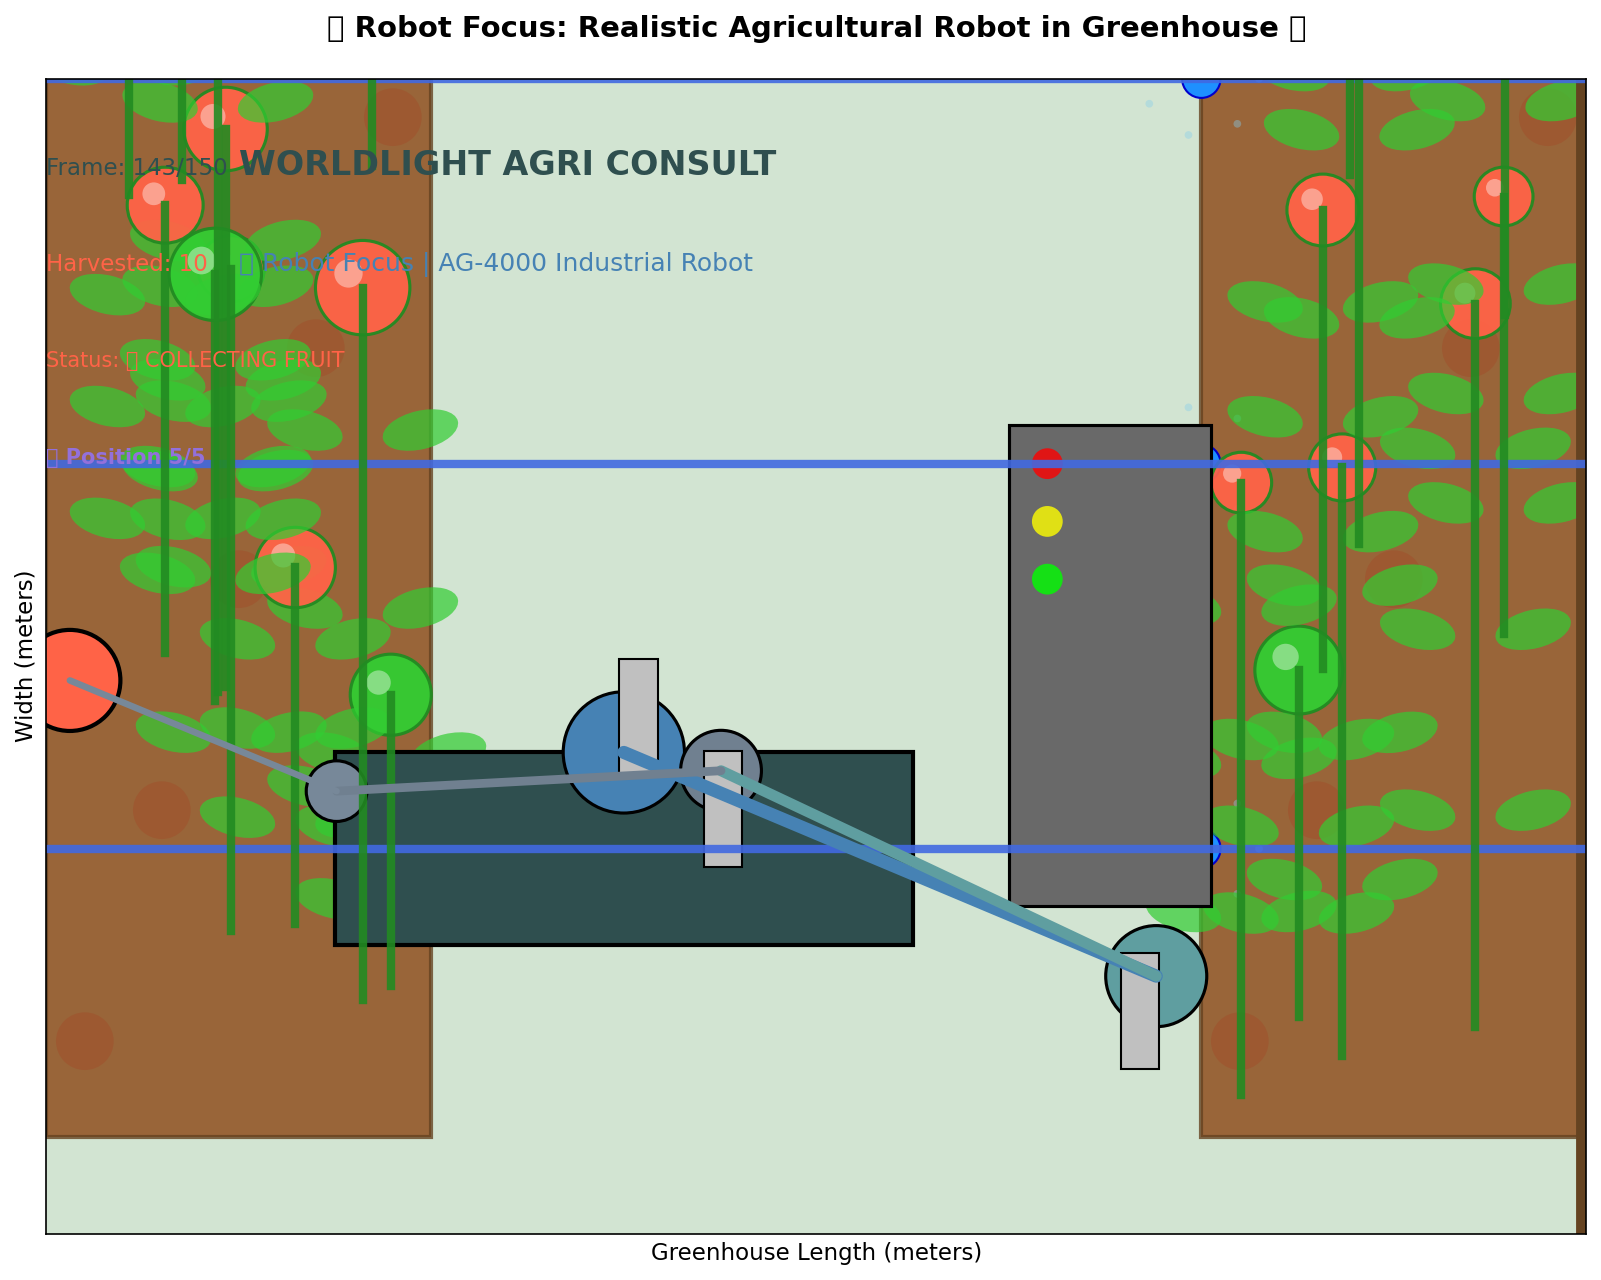 Robot Focus: Realistic Agricultural Robot in Greenhouse
Frame: 143/150
WORLDLIGHT AGRI CONSULT
Harvested: 10
Robot Focus | AG-4000 Industrial Robot
Status: COLLECTING FRUIT
Position 5/5
Width (meters)
Greenhouse Length (meters)